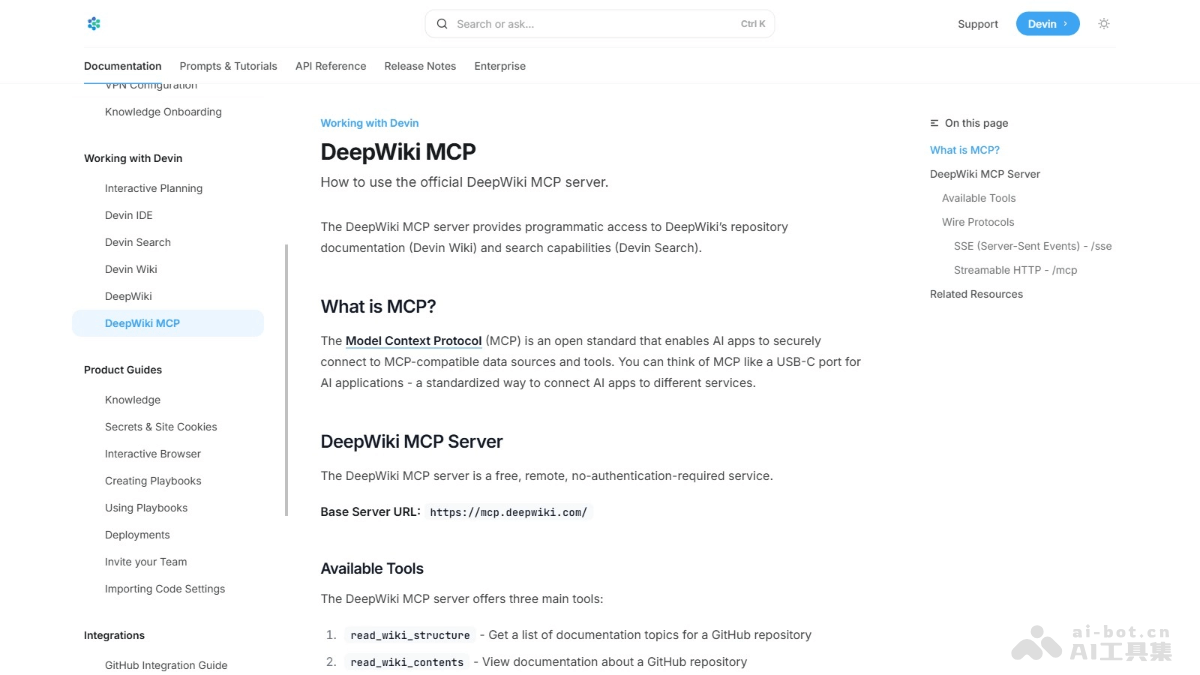 Search or ask...
Ctrl K
Support
Devin
Documentation
Prompts & Tutorials
API Reference
Release Notes
Enterprise
VPN Configuration
Knowledge Onboarding
Working with Devin
Interactive Planning
Devin IDE
Devin Search
Devin Wiki
DeepWiki
DeepWiki MCP
Product Guides
Knowledge
Secrets & Site Cookies
Interactive Browser
Creating Playbooks
Using Playbooks
Deployments
Invite your Team
Importing Code Settings
Integrations
GitHub Integration Guide
Working with Devin
DeepWiki MCP
How to use the official DeepWiki MCP server.
The DeepWiki MCP server provides programmatic access to DeepWiki's repository
documentation (Devin Wiki) and search capabilities (Devin Search).
What is MCP?
The Model Context Protocol (MCP) is an open standard that enables AI apps to securely
connect to MCP-compatible data sources and tools. You can think of MCP like a USB-C port for
AI applications - a standardized way to connect AI apps to different services.
DeepWiki MCP Server
The DeepWiki MCP server is a free, remote, no-authentication-required service.
Base Server URL: https://mcp.deepwiki.com/
Available Tools
The DeepWiki MCP server offers three main tools:
1. read_wiki_structure - Get a list of documentation topics for a GitHub repository
2. read_wiki_contents - View documentation about a GitHub repository
On this page
What is MCP?
DeepWiki MCP Server
Available Tools
Wire Protocols
SSE (Server-Sent Events) - /sse
Streamable HTTP - /mcp
Related Resources
ai-bot.cn
AI工具集